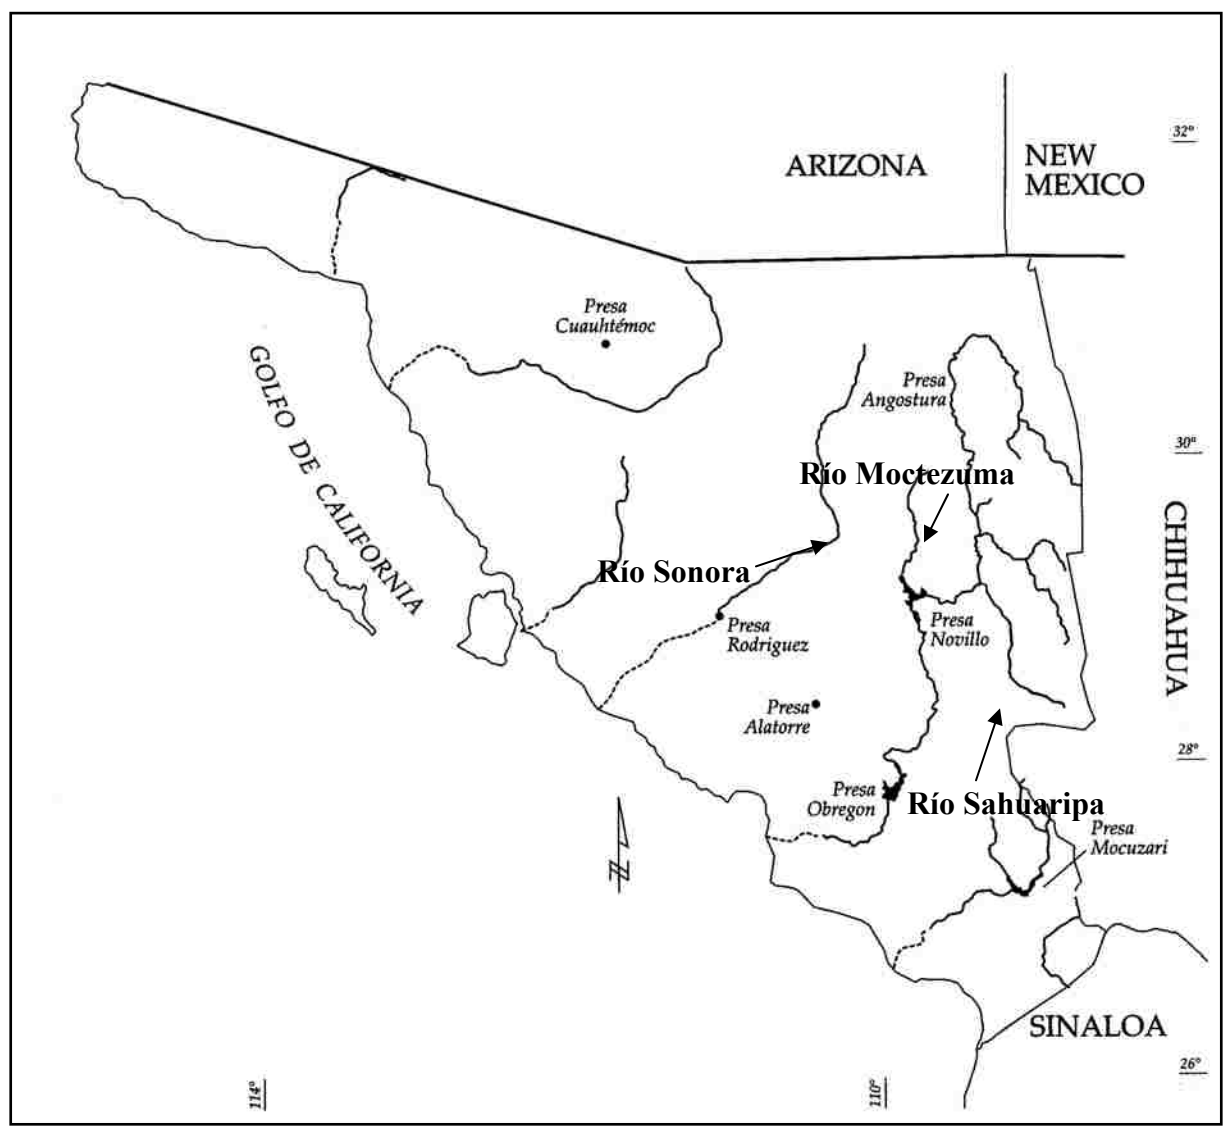 32°
ARIZONA
NEW
MEXICO
Presa
Cuauhtémoc
GOLFO DE CALIFORNIA
Presa
Angostura
30°
Río Moctezuma
CHIHUAHUA
Río Sonora
Presa
Rodriguez
Presa
Novillo
Presa
Alatorre
28°
Presa
Obregon
Río Sahuaripa
Presa
Mocuzari
SINALOA
26°
114°
110°